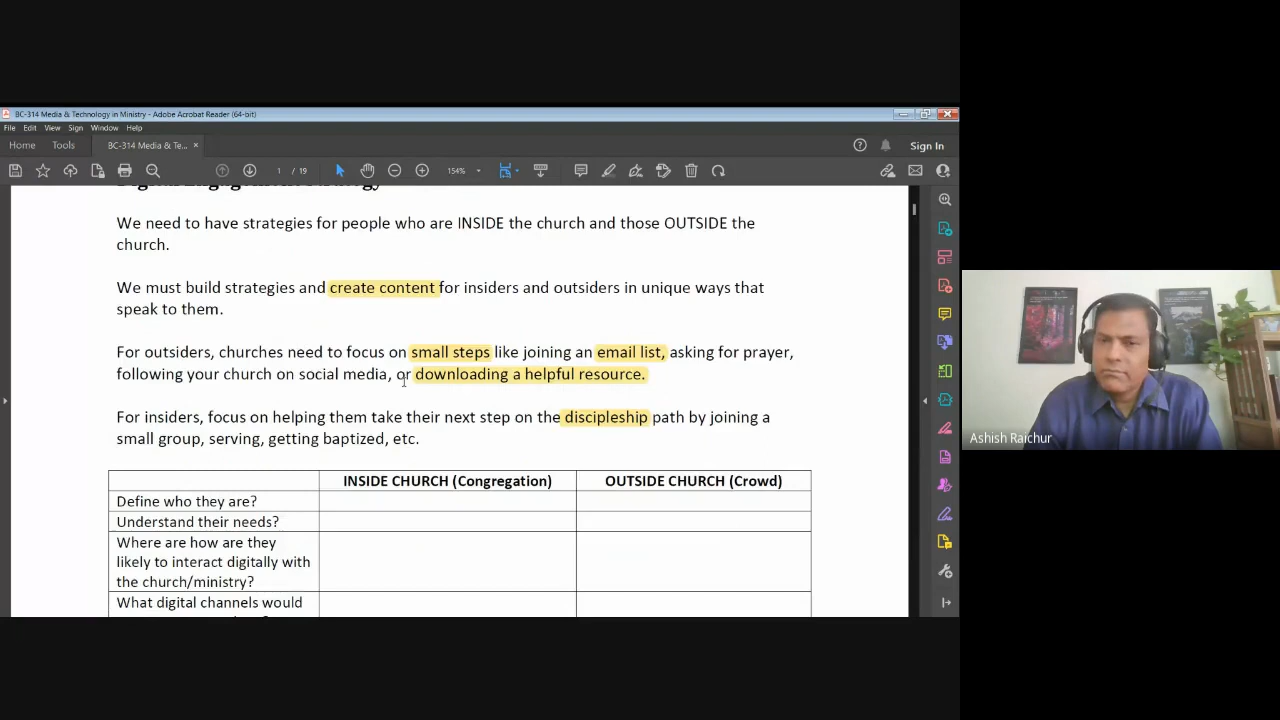 BC-314 Media & Technology in Ministry - Adobe Acrobat Reader (64-bit)
File Edit View Sign Window Help
Home Tools BC-314 Media & Te... × Sign In
1 / 19 154%
We need to have strategies for people who are INSIDE the church and those OUTSIDE the
church.
We must build strategies and create content for insiders and outsiders in unique ways that
speak to them.
For outsiders, churches need to focus on small steps like joining an email list, asking for prayer,
following your church on social media, or downloading a helpful resource.
For insiders, focus on helping them take their next step on the discipleship path by joining a
small group, serving, getting baptized, etc.
INSIDE CHURCH (Congregation) OUTSIDE CHURCH (Crowd)
Define who they are?
Understand their needs?
Where are how are they
likely to interact digitally with
the church/ministry?
What digital channels would
Ashish Raichur